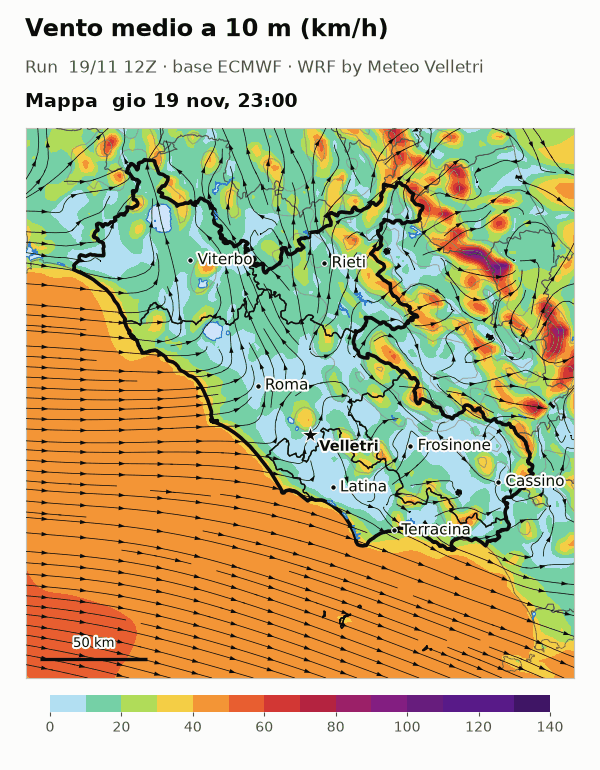 Vento medio a 10 m (km/h)
Run 19/11 12Z · base ECMWF · WRF by Meteo Velletri
Mappa gio 19 nov, 23:00
Viterbo
Rieti
Roma
Velletri
Frosinone
Latina
Cassino
Terracina
50 km
0 20 40 60 80 100 120 140